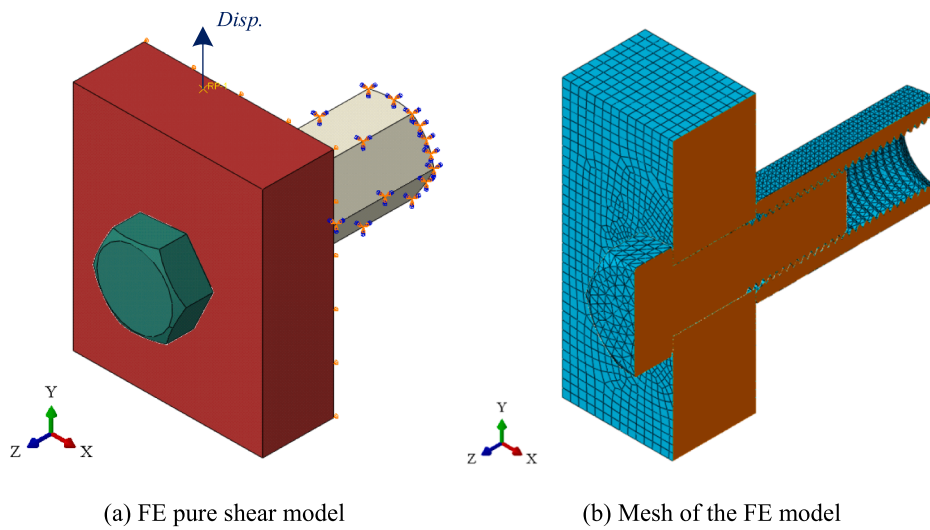 Disp.
RP-1
Y
Z
X
Y
Z
X
(a) FE pure shear model
(b) Mesh of the FE model